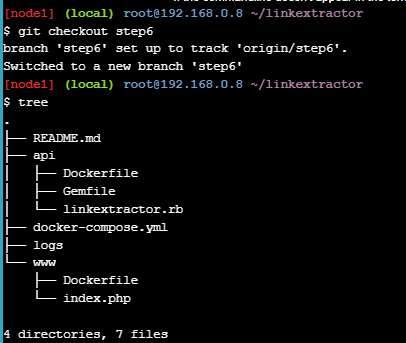 [node1] (local) root@192.168.0.8 ~/linkextractor
$ git checkout step6
branch 'step6' set up to track 'origin/step6'.
Switched to a new branch 'step6'
[node1] (local) root@192.168.0.8 ~/linkextractor
$ tree
.
├── README.md
├── api
│   ├── Dockerfile
│   ├── Gemfile
│   └── linkextractor.rb
├── docker-compose.yml
├── logs
└── www
    ├── Dockerfile
    └── index.php
4 directories, 7 files